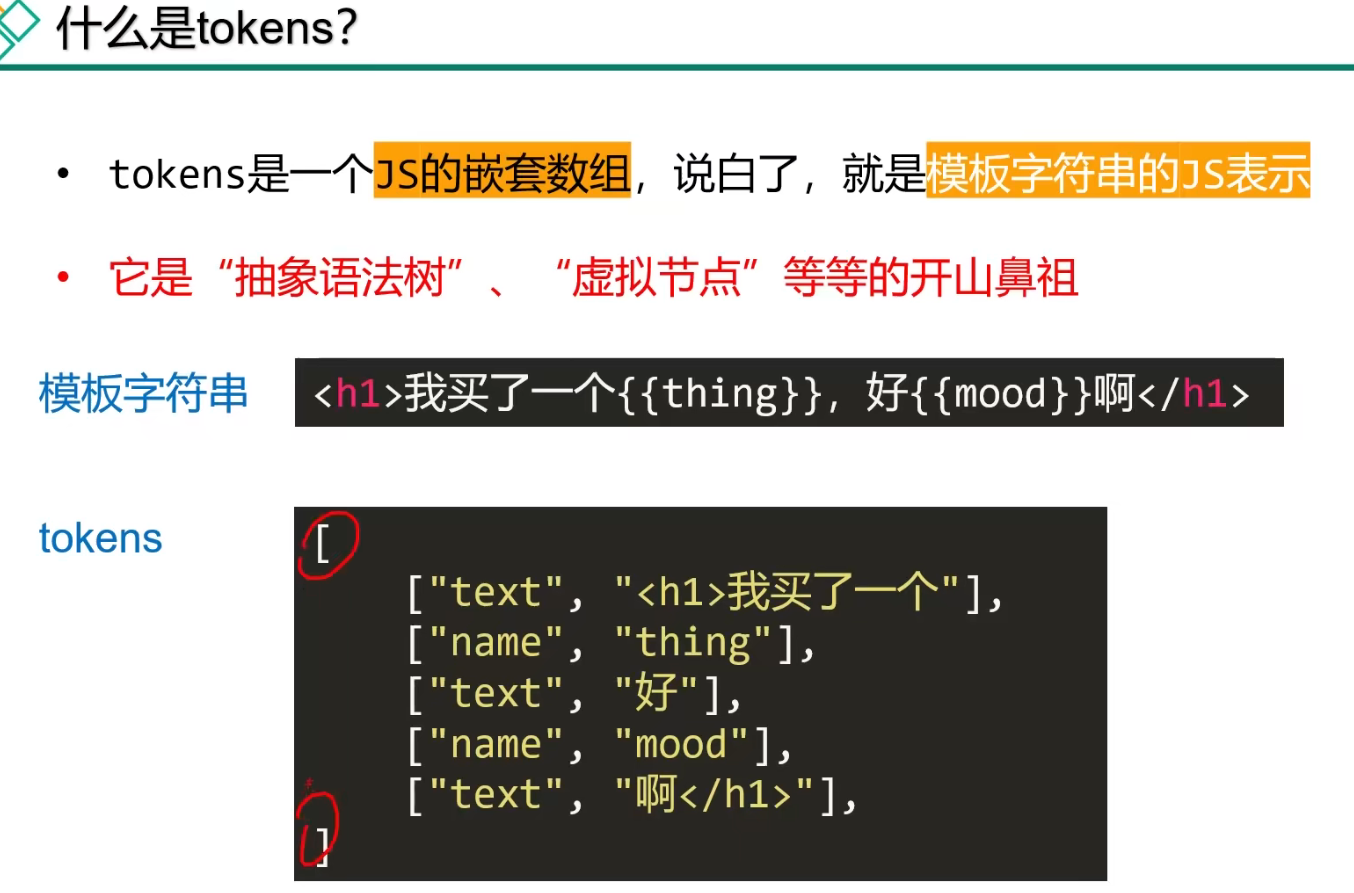 什么是tokens?
• tokens是一个JS的嵌套数组，说白了，就是模板字符串的JS表示
• 它是“抽象语法树”、“虚拟节点”等等的开山鼻祖
模板字符串
<h1>我买了一个{{thing}}，好{{mood}}啊</h1>
tokens
[
["text", "<h1>我买了一个"],
["name", "thing"],
["text", "好"],
["name", "mood"],
["text", "啊</h1>"],
]